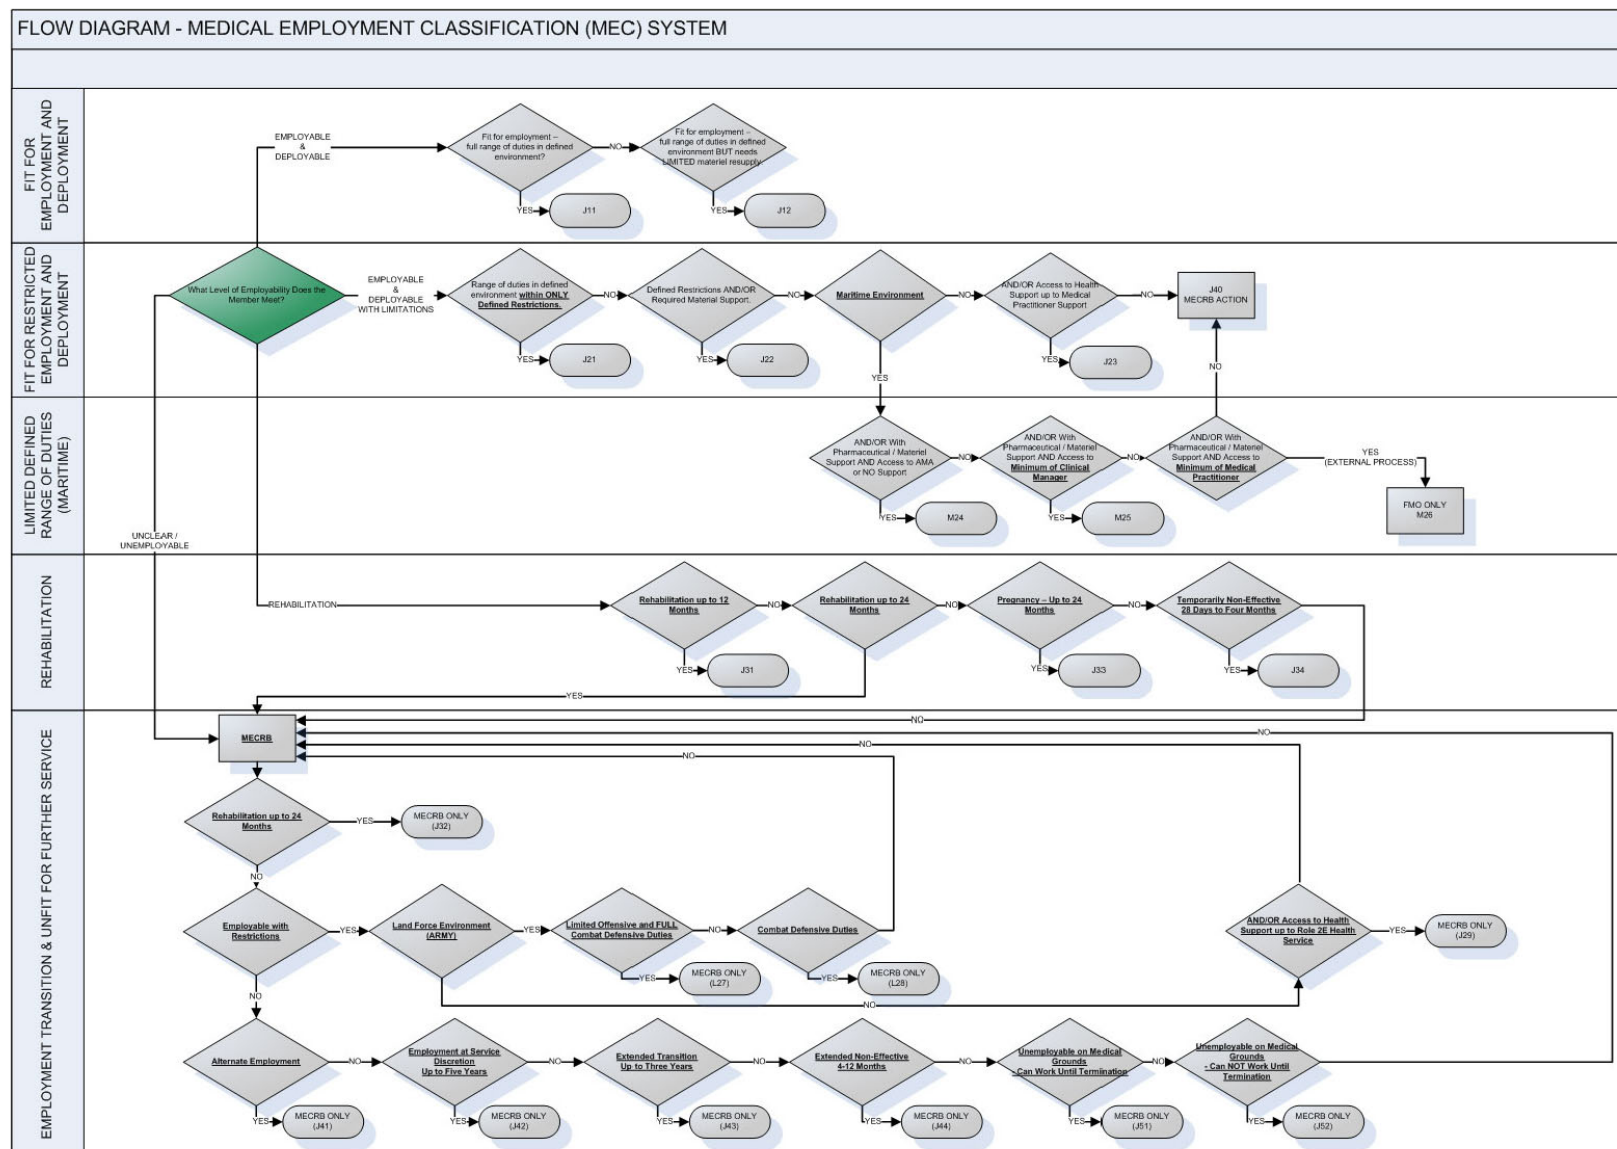 FLOW DIAGRAM - MEDICAL EMPLOYMENT CLASSIFICATION (MEC) SYSTEM
FIT FOR
EMPLOYMENT AND
DEPLOYMENT
EMPLOYABLE
&
DEPLOYABLE
Fit for employment –
full range of duties in defined
environment?
NO
Fit for employment –
full range of duties in defined
environment BUT needs
LIMITED materiel resupply.
YES
J11
YES
J12
FIT FOR RESTRICTED
EMPLOYMENT AND
DEPLOYMENT
What Level of Employability Does the
Member Meet?
EMPLOYABLE
&
DEPLOYABLE
WITH LIMITATIONS
Range of duties in defined
environment within ONLY
Defined Restrictions.
NO
Defined Restrictions AND/OR
Required Material Support.
NO
Maritime Environment
NO
AND/OR Access to Health
Support up to Medical
Practitioner Support
NO
J40
MECRB ACTION
YES
J21
YES
J22
YES
YES
J23
NO
LIMITED DEFINED
RANGE OF DUTIES
(MARITIME)
AND/OR With
Pharmaceutical / Materiel
Support AND Access to AMA
or NO Support
NO
AND/OR With
Pharmaceutical / Materiel
Support AND Access to
Minimum of Clinical
Manager
NO
AND/OR With
Pharmaceutical / Materiel
Support AND Access to
Minimum of Medical
Practitioner
YES
(EXTERNAL PROCESS)
FMO ONLY
M26
YES
M24
YES
M25
UNCLEAR /
UNEMPLOYABLE
REHABILITATION
REHABILITATION
Rehabilitation up to 12
Months
NO
Rehabilitation up to 24
Months
NO
Pregnancy – Up to 24
Months
NO
Temporarily Non-Effective
28 Days to Four Months
YES
J31
YES
J33
YES
J34
YES
EMPLOYMENT TRANSITION & UNFIT FOR FURTHER SERVICE
MECRB
NO
NO
NO
NO
Rehabilitation up to 24
Months
YES
MECRB ONLY
(J32)
NO
Employable with
Restrictions
YES
Land Force Environment
(ARMY)
YES
Limited Offensive and FULL
Combat Defensive Duties
NO
Combat Defensive Duties
AND/OR Access to Health
Support up to Role 2E Health
Service
YES
MECRB ONLY
(J29)
YES
MECRB ONLY
(L27)
YES
MECRB ONLY
(L28)
NO
NO
Alternate Employment
NO
Employment at Service
Discretion
Up to Five Years
NO
Extended Transition
Up to Three Years
NO
Extended Non-Effective
4-12 Months
NO
Unemployable on Medical
Grounds
- Can Work Until Termiination
NO
Unemployable on Medical
Grounds
- Can NOT Work Until
Termination
YES
MECRB ONLY
(J41)
YES
MECRB ONLY
(J42)
YES
MECRB ONLY
(J43)
YES
MECRB ONLY
(J44)
YES
MECRB ONLY
(J51)
YES
MECRB ONLY
(J52)